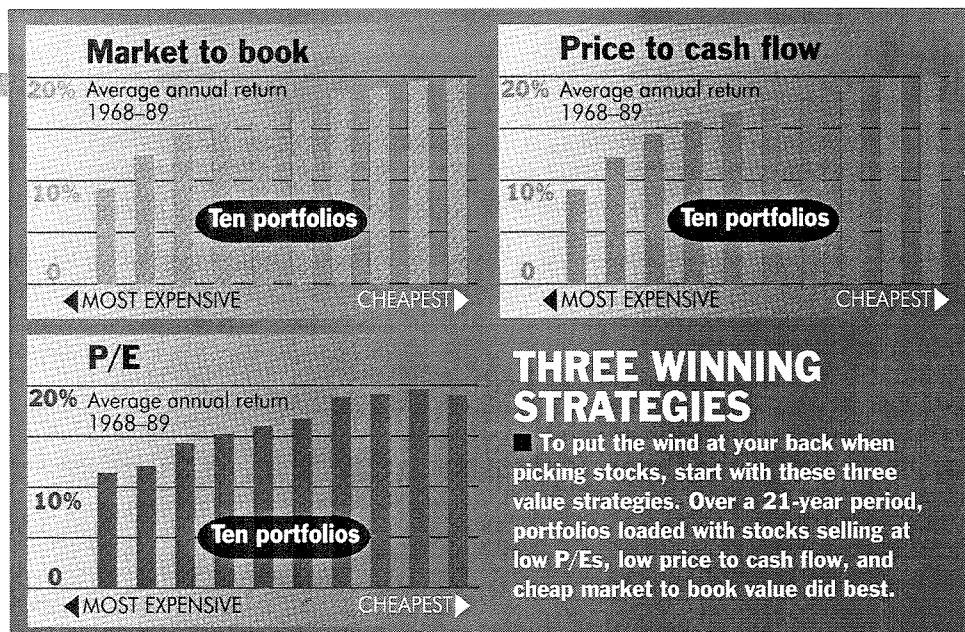 Market to book
20% Average annual return
1968–89
10%
Ten portfolios
0
MOST EXPENSIVE CHEAPEST
Price to cash flow
20% Average annual return
1968–89
10%
Ten portfolios
0
MOST EXPENSIVE CHEAPEST
P/E
20% Average annual return
1968–89
10%
Ten portfolios
0
MOST EXPENSIVE CHEAPEST
THREE WINNING
STRATEGIES
■ To put the wind at your back when
picking stocks, start with these three
value strategies. Over a 21-year period,
portfolios loaded with stocks selling at
low P/Es, low price to cash flow, and
cheap market to book value did best.